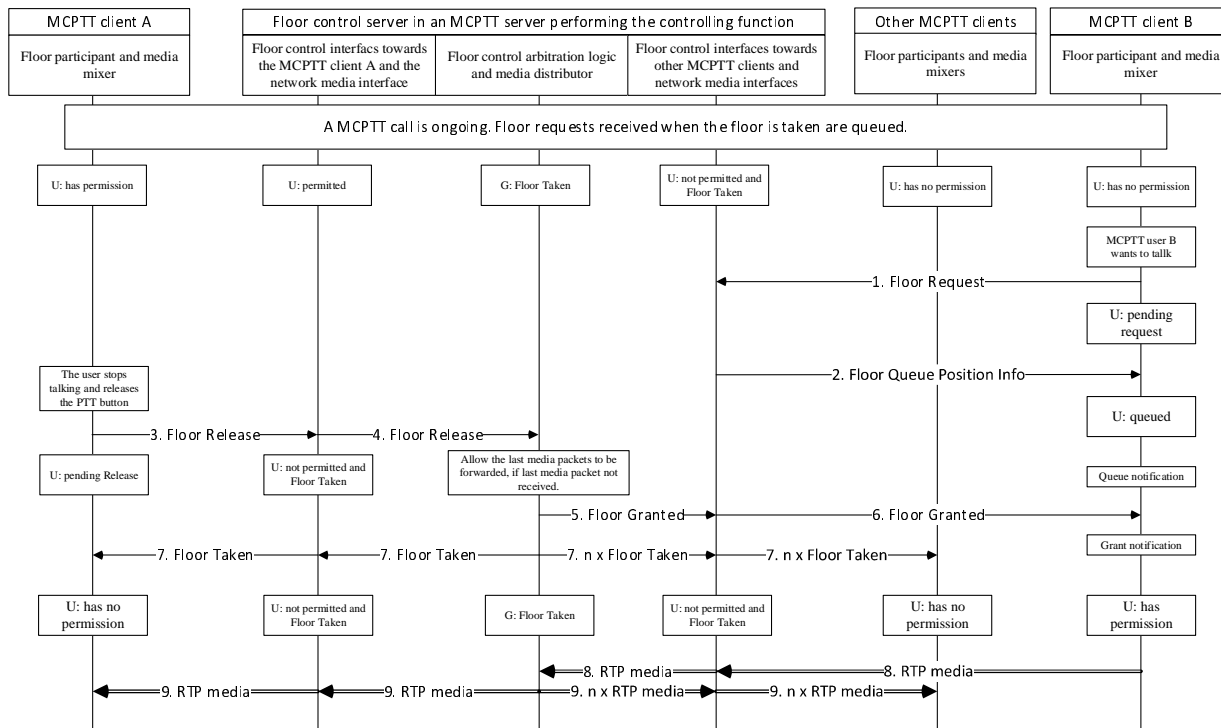 MCPTT client A
Floor control server in an MCPTT server performing the controlling function
Other MCPTT clients
MCPTT client B
Floor participant and media
mixer
Floor control interfacs towards
the MCPTT client A and the
network media interface
Floor control arbitration logic
and media distributor
Floor control interfaces towards
other MCPTT clients and
network media interfaces
Floor participants and media
mixers
Floor participant and media
mixer
A MCPTT call is ongoing. Floor requests received when the floor is taken are queued.
U: has permission
U: permitted
G: Floor Taken
U: not permitted and
Floor Taken
U: has no permission
U: has no permission
MCPTT user B
wants to tallk
1. Floor Request
U: pending
request
The user stops
talking and releases
the PTT button
2. Floor Queue Position Info
U: queued
3. Floor Release
4. Floor Release
U: pending Release
U: not permitted and
Floor Taken
Allow the last media packets to be
forwarded, if last media packet not
received.
Queue notification
5. Floor Granted
6. Floor Granted
7. Floor Taken
7. Floor Taken
7. n x Floor Taken
7. n x Floor Taken
Grant notification
U: has no
permission
U: not permitted and
Floor Taken
G: Floor Taken
U: not permitted and
Floor Taken
U: has no
permission
U: has
permission
8. RTP media
8. RTP media
9. RTP media
9. RTP media
9. n x RTP media
9. n x RTP media